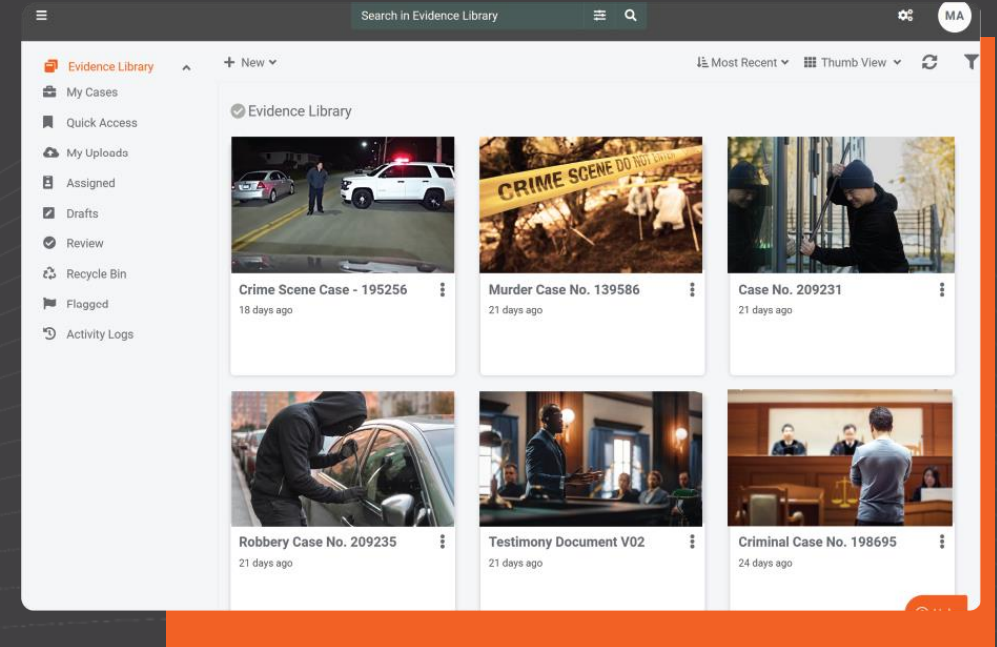 Search in Evidence Library
MA
Evidence Library
New
Most Recent
Thumb View
My Cases
Quick Access
My Uploads
Assigned
Drafts
Review
Recycle Bin
Flagged
Activity Logs
Evidence Library
CRIME SCENE DO NOT ENTER
Crime Scene Case - 195256
18 days ago
Murder Case No. 139586
21 days ago
Case No. 209231
21 days ago
Robbery Case No. 209235
21 days ago
Testimony Document V02
21 days ago
Criminal Case No. 198695
24 days ago